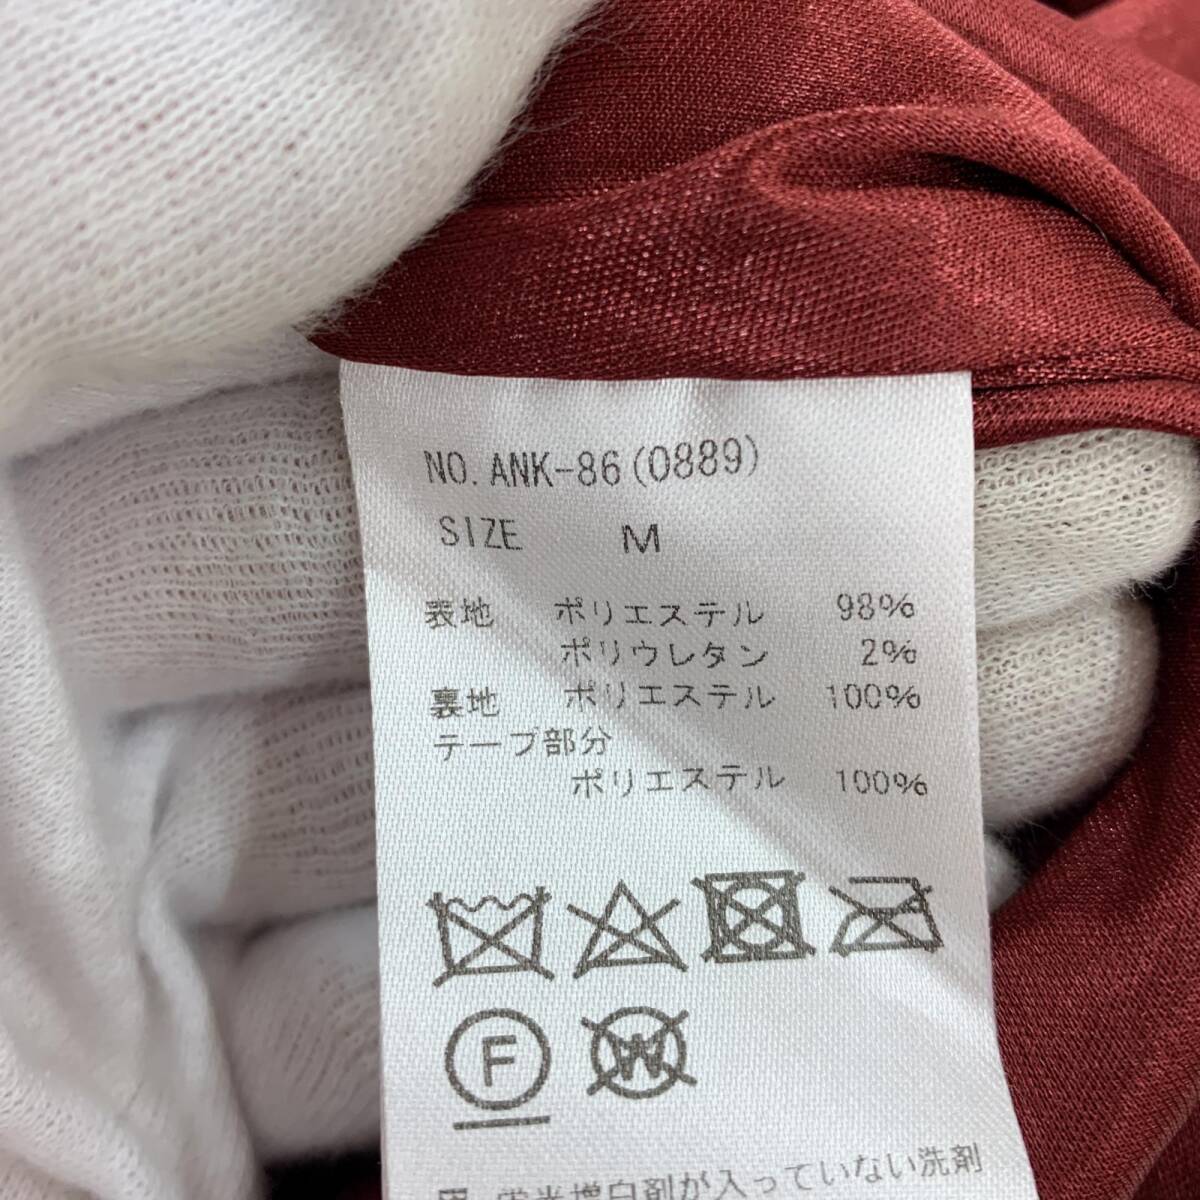 NO. ANK-86(0889)
SIZE M
表地 ポリエステル 98%
ポリウレタン 2%
裏地 ポリエステル 100%
テープ部分
ポリエステル 100%
F
W
蛍光増白剤が入っていない洗剤